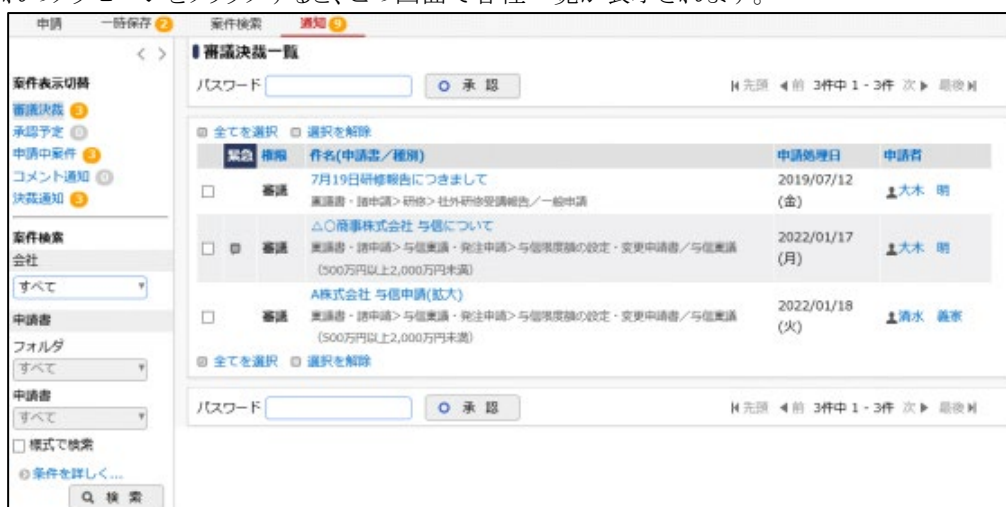 申請 一時保存 2 案件検索 通知 9
案件表示切替
審議決裁 3
承認予定 0
申請中案件 3
コメント通知 0
決裁通知 3
案件検索
会社
すべて
申請書
フォルダ
すべて
申請書
すべて
様式で検索
条件を詳しく...
検 索
審議決裁一覧
パスワード 承 認 先頭 前 3件中 1 - 3件 次 最後
全てを選択 選択を解除
緊急 権限 件名(申請書／種別) 申請処理日 申請者
審議 7月19日研修報告につきまして 2019/07/12 (金) 大木 明
稟議書・諸申請＞研修＞社外研修受講報告／一般申請
審議 △〇商事株式会社 与信について 2022/01/17 (月) 大木 明
稟議書・諸申請＞与信稟議・発注申請＞与信限度額の設定・変更申請書／与信稟議
(500万円以上2,000万円未満)
審議 A株式会社 与信申請(拡大) 2022/01/18 (火) 清水 義家
稟議書・諸申請＞与信稟議・発注申請＞与信限度額の設定・変更申請書／与信稟議
(500万円以上2,000万円未満)
全てを選択 選択を解除
パスワード 承 認 先頭 前 3件中 1 - 3件 次 最後